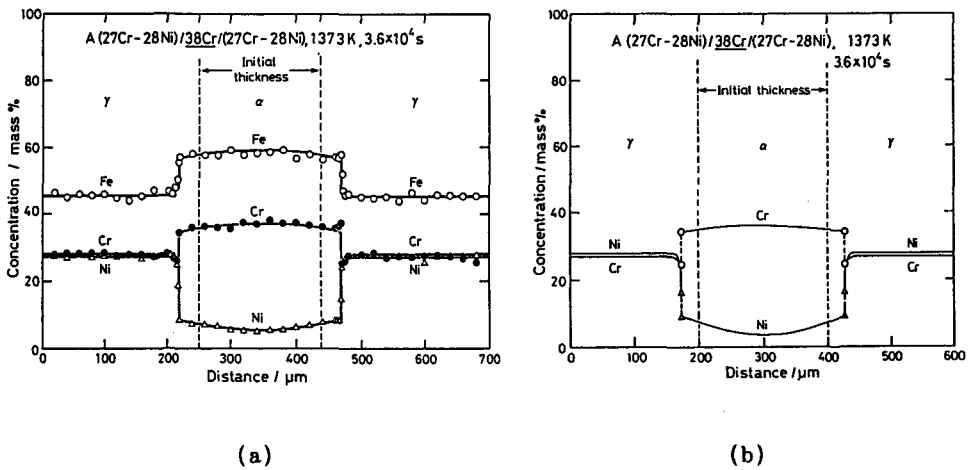 A (27Cr-28Ni)/38Cr/(27Cr-28Ni), 1373 K, 3.6×10⁴ s
Initial
thickness
γ
α
γ
Fe
Fe
Fe
Cr
Cr
Cr
Ni
Ni
Ni
Concentration / mass %
100
80
60
40
20
0
0 100 200 300 400 500 600 700
Distance / μm
(a)
A (27Cr-28Ni)/38Cr/(27Cr-28Ni), 1373 K
3.6×10⁴ s
Initial thickness
γ
α
γ
Cr
Ni
Ni
Cr
Cr
Ni
Concentration / mass %
100
80
60
40
20
0
0 100 200 300 400 500 600
Distance / μm
(b)